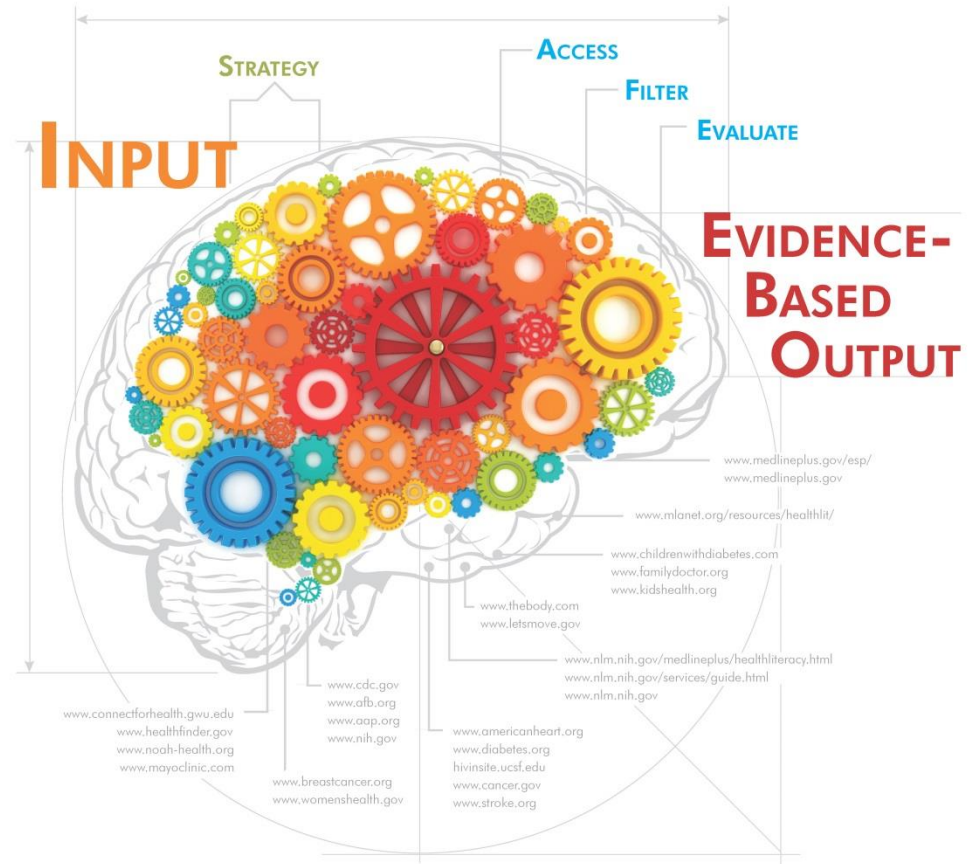 STRATEGY
ACCESS
FILTER
EVALUATE
INPUT
EVIDENCE-
BASED
OUTPUT
www.medlineplus.gov/esp/
www.medlineplus.gov
www.mlanet.org/resources/healthlit/
www.childrenwithdiabetes.com
www.familydoctor.org
www.kidshealth.org
www.thebody.com
www.letsmove.gov
www.nlm.nih.gov/medlineplus/healthliteracy.html
www.nlm.nih.gov/services/guide.html
www.nlm.nih.gov
www.cdc.gov
www.afb.org
www.aap.org
www.nih.gov
www.connectforhealth.gwu.edu
www.healthfinder.gov
www.noah-health.org
www.mayoclinic.com
www.americanheart.org
www.diabetes.org
hivinsite.ucsf.edu
www.cancer.gov
www.stroke.org
www.breastcancer.org
www.womenshealth.gov